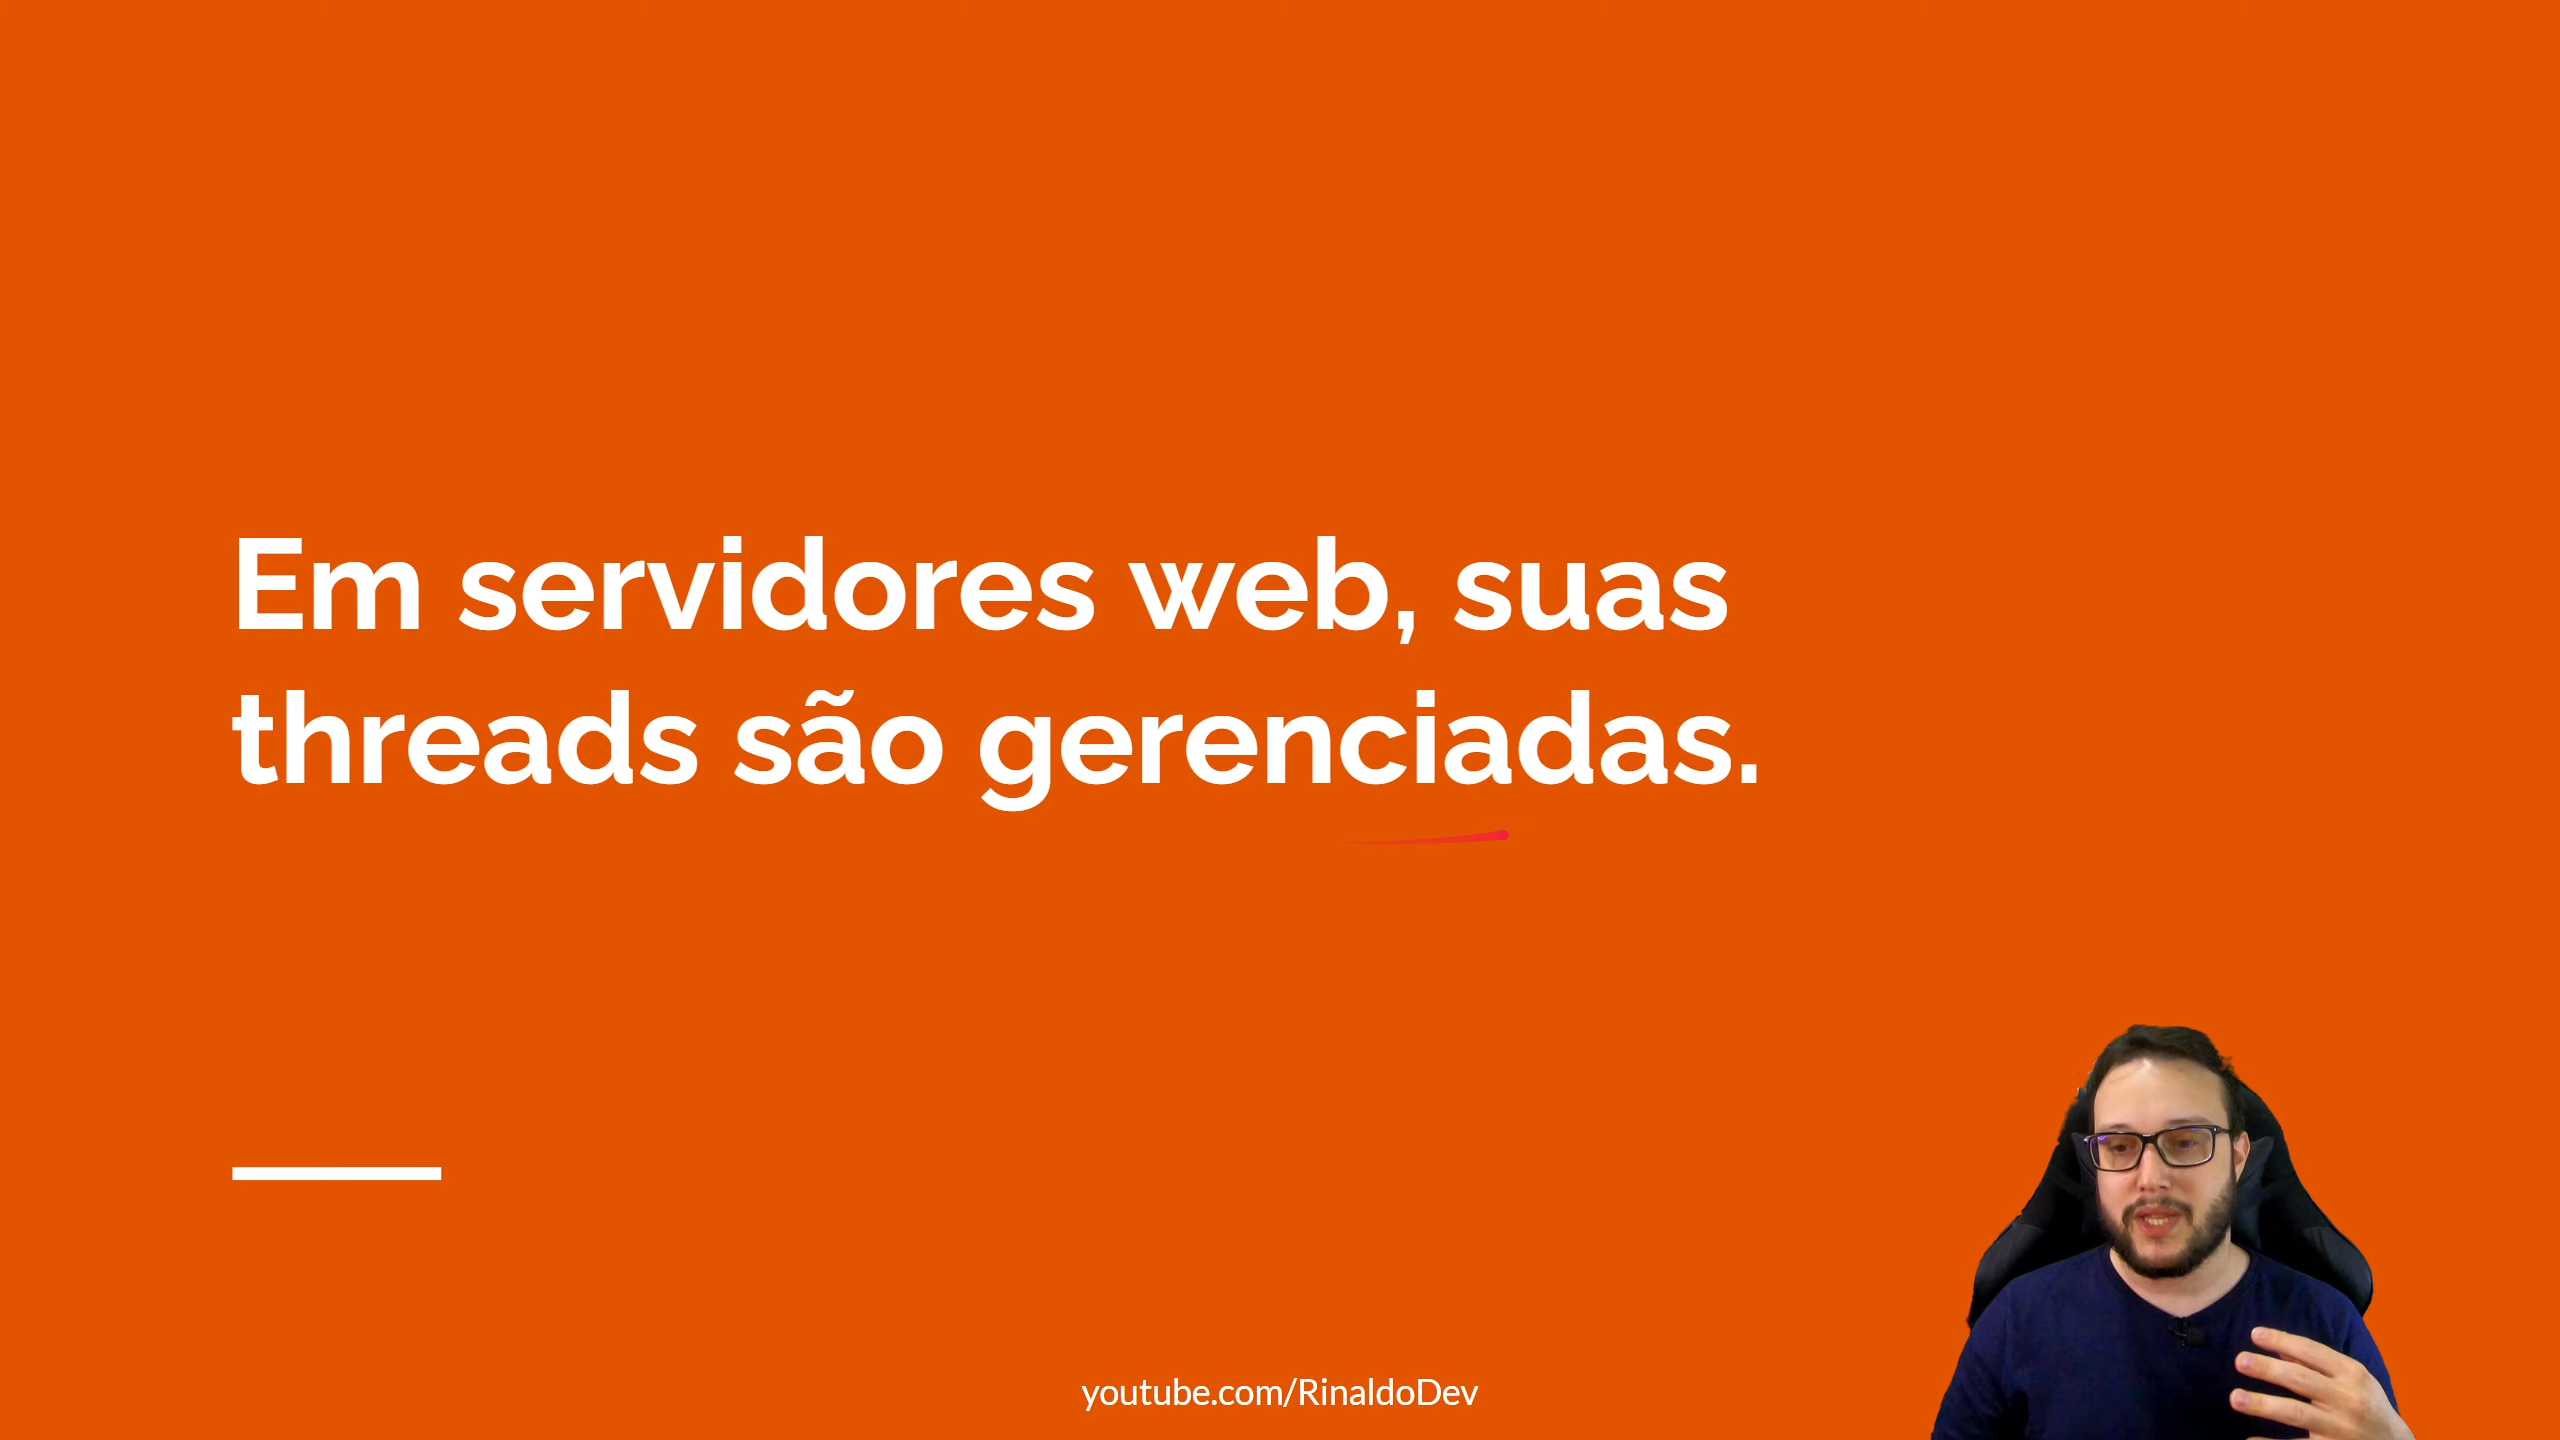 Em servidores web, suas
threads são gerenciadas.
youtube.com/RinaldoDev